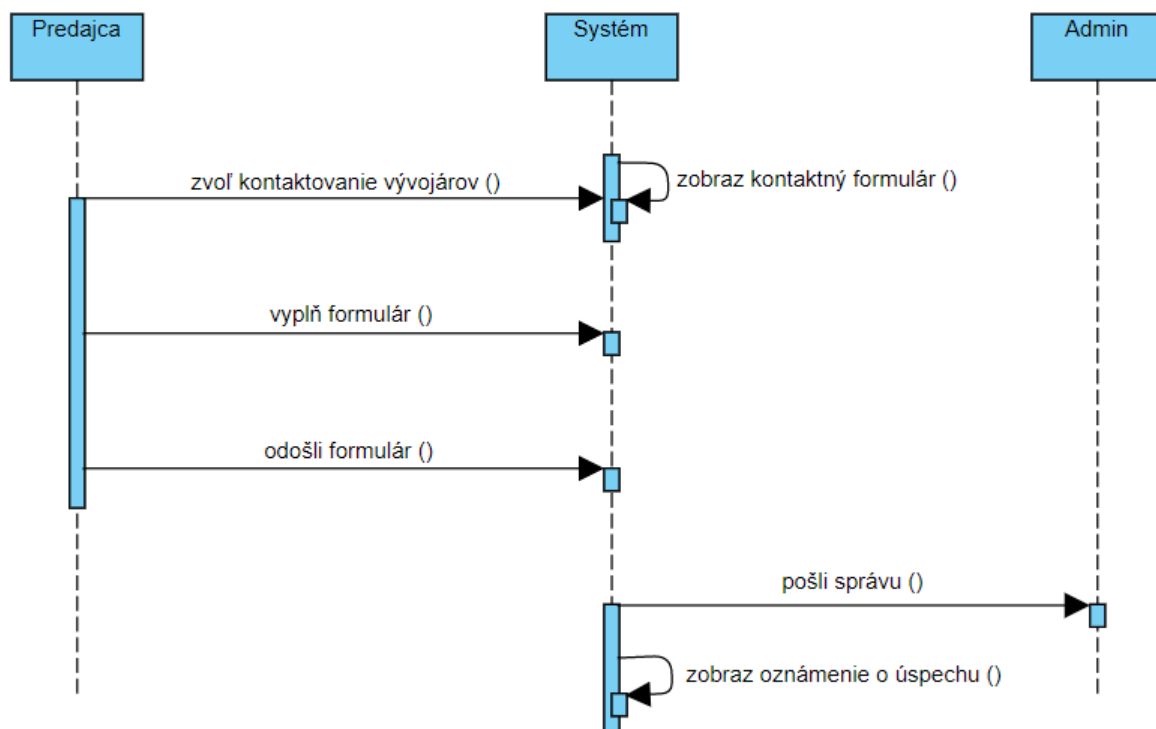 Predajca
Systém
Admin
zvoľ kontaktovanie vývojárov ()
zobraz kontaktný formulár ()
vyplň formulár ()
odošli formulár ()
pošli správu ()
zobraz oznámenie o úspechu ()